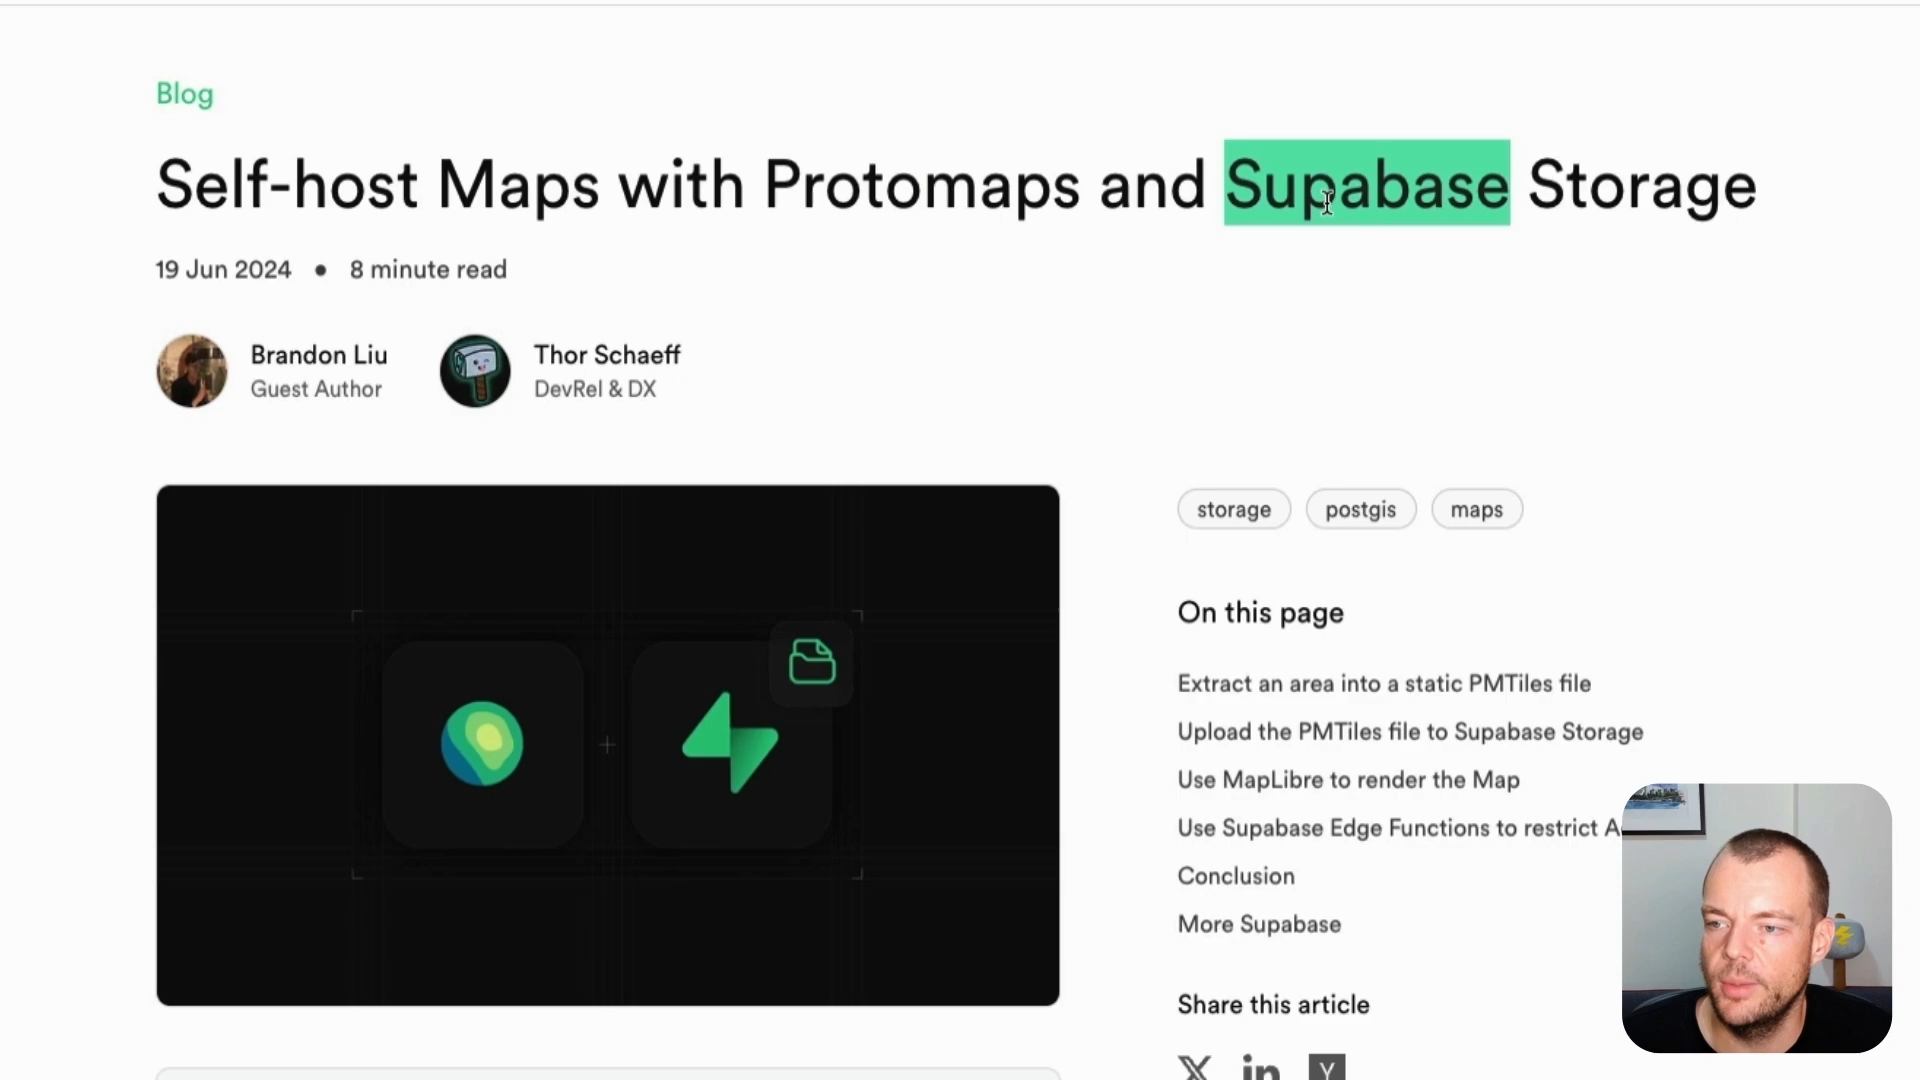 Blog
Self-host Maps with Protomaps and Supabase Storage
19 Jun 2024 • 8 minute read
Brandon Liu
Guest Author
Thor Schaeff
DevRel & DX
storage
postgis
maps
On this page
Extract an area into a static PMTiles file
Upload the PMTiles file to Supabase Storage
Use MapLibre to render the Map
Use Supabase Edge Functions to restrict
Conclusion
More Supabase
Share this article